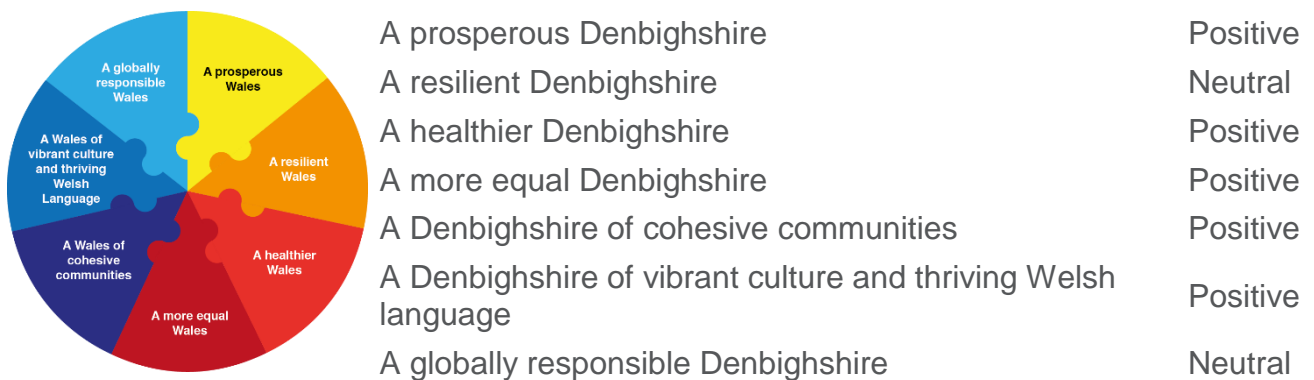 A globally
responsible
Wales
A prosperous
Wales
A Wales of
vibrant culture
and thriving
Welsh
Language
A resilient
Wales
A Wales of
cohesive
communities
A healthier
Wales
A more equal
Wales
A prosperous Denbighshire Positive
A resilient Denbighshire Neutral
A healthier Denbighshire Positive
A more equal Denbighshire Positive
A Denbighshire of cohesive communities Positive
A Denbighshire of vibrant culture and thriving Welsh
language Positive
A globally responsible Denbighshire Neutral